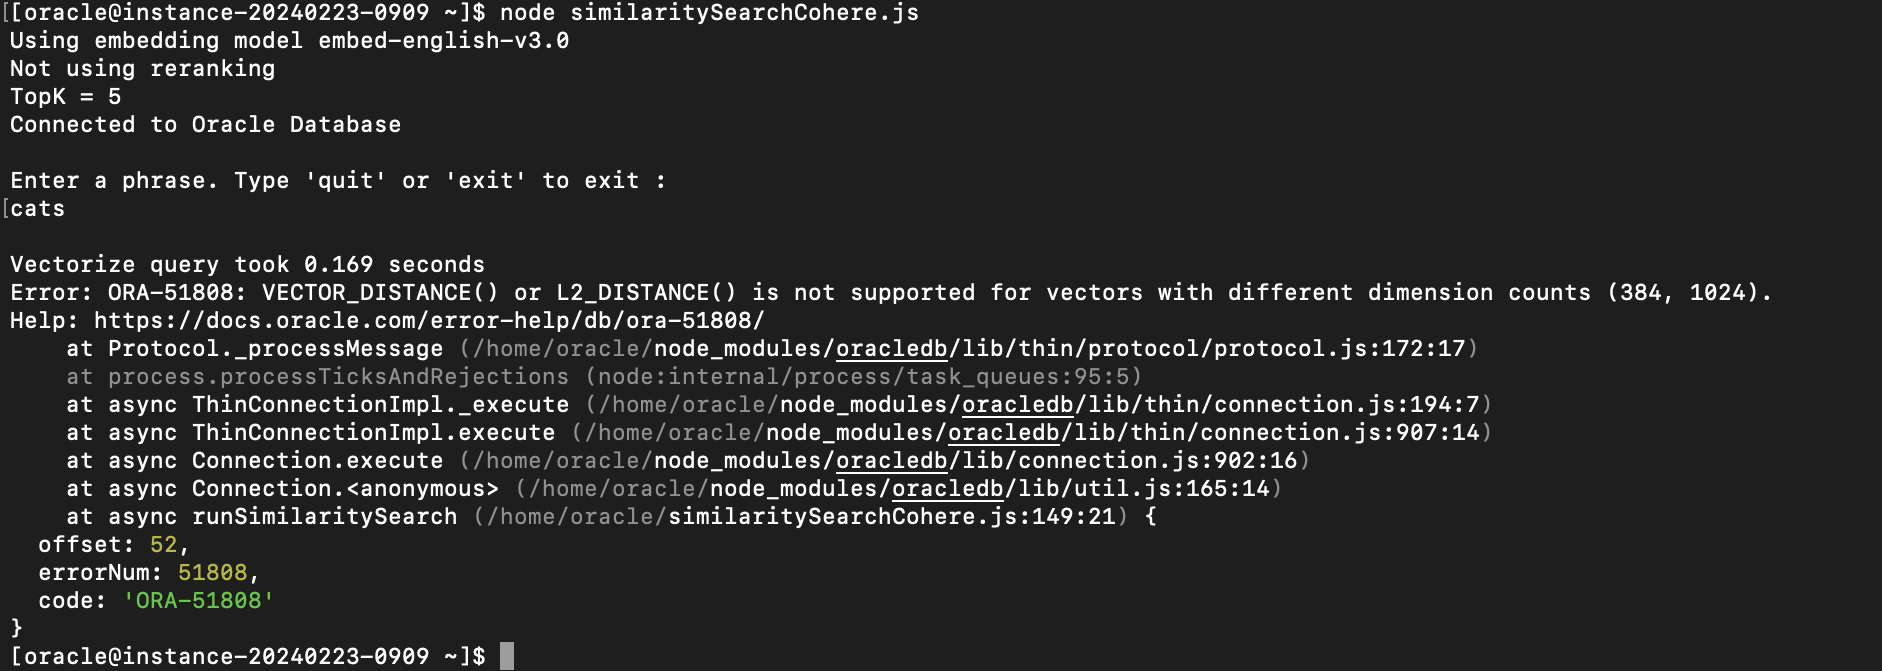 [[oracle@instance-20240223-0909 ~]$ node similaritySearchCohere.js
Using embedding model embed-english-v3.0
Not using reranking
TopK = 5
Connected to Oracle Database

Enter a phrase. Type 'quit' or 'exit' to exit :
[cats

Vectorize query took 0.169 seconds
Error: ORA-51808: VECTOR_DISTANCE() or L2_DISTANCE() is not supported for vectors with different dimension counts (384, 1024).
Help: https://docs.oracle.com/error-help/db/ora-51808/
    at Protocol._processMessage (/home/oracle/node_modules/oracledb/lib/thin/protocol/protocol.js:172:17)
    at process.processTicksAndRejections (node:internal/process/task_queues:95:5)
    at async ThinConnectionImpl._execute (/home/oracle/node_modules/oracledb/lib/thin/connection.js:194:7)
    at async ThinConnectionImpl.execute (/home/oracle/node_modules/oracledb/lib/thin/connection.js:907:14)
    at async Connection.execute (/home/oracle/node_modules/oracledb/lib/connection.js:902:16)
    at async Connection.<anonymous> (/home/oracle/node_modules/oracledb/lib/util.js:165:14)
    at async runSimilaritySearch (/home/oracle/similaritySearchCohere.js:149:21) {
  offset: 52,
  errorNum: 51808,
  code: 'ORA-51808'
}
[oracle@instance-20240223-0909 ~]$